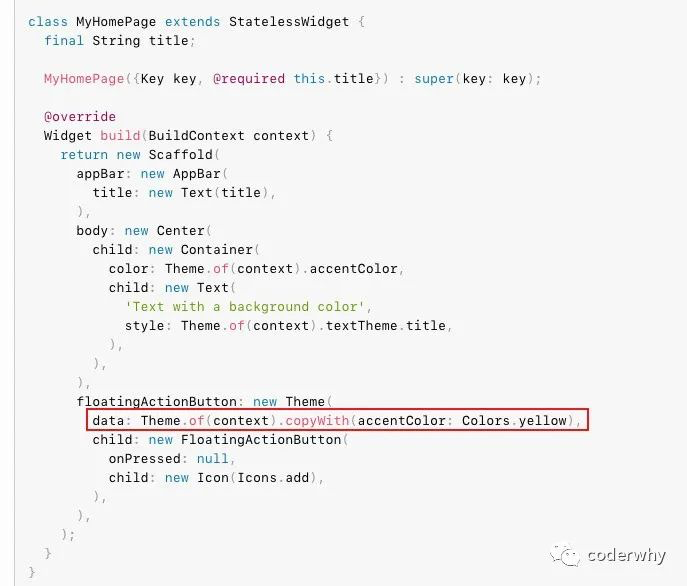 class MyHomePage extends StatelessWidget {
  final String title;

  MyHomePage({Key key, @required this.title}) : super(key: key);

  @override
  Widget build(BuildContext context) {
    return new Scaffold(
      appBar: new AppBar(
        title: new Text(title),
      ),
      body: new Center(
        child: new Container(
          color: Theme.of(context).accentColor,
          child: new Text(
            'Text with a background color',
            style: Theme.of(context).textTheme.title,
          ),
        ),
      ),
      floatingActionButton: new Theme(
        data: Theme.of(context).copyWith(accentColor: Colors.yellow),
        child: new FloatingActionButton(
          onPressed: null,
          child: new Icon(Icons.add),
        ),
      ),
    );
  }
}
coderwhy